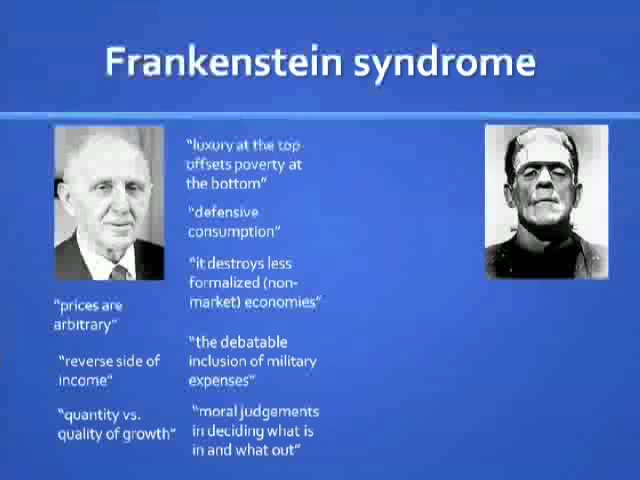 Frankenstein syndrome
"luxury at the top
offsets poverty at
the bottom"
"defensive
consumption"
"it destroys less
formalized (non-
market) economies"
"prices are
arbitrary"
"the debatable
inclusion of military
expenses"
"reverse side of
income"
"moral judgements
in deciding what is
in and what out"
"quantity vs.
quality of growth"